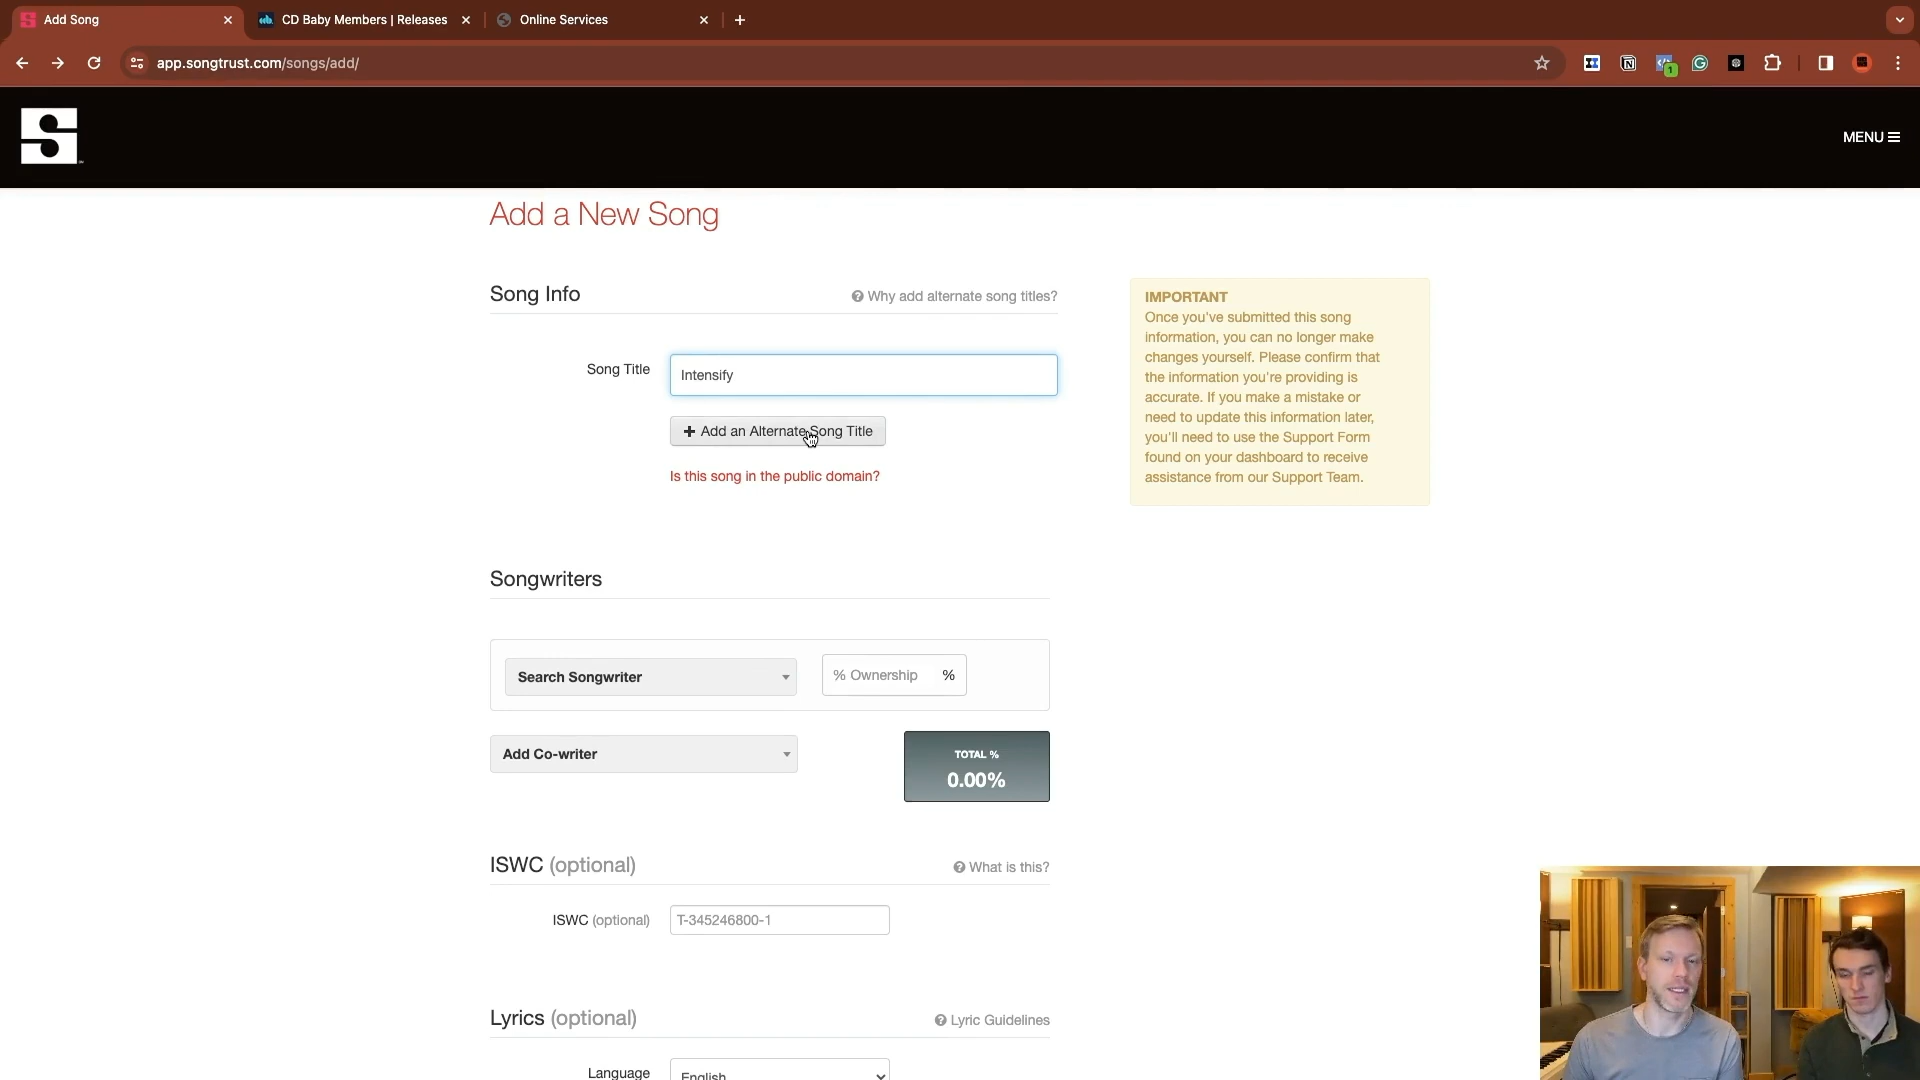 Add Song
CD Baby Members | Releases
Online Services
app.songtrust.com/songs/add/
1
MENU
Add a New Song
Song Info
Why add alternate song titles?
Song Title
Intensify
+ Add an Alternate Song Title
Is this song in the public domain?
IMPORTANT
Once you've submitted this song
information, you can no longer make
changes yourself. Please confirm that
the information you're providing is
accurate. If you make a mistake or
need to update this information later,
you'll need to use the Support Form
found on your dashboard to receive
assistance from our Support Team.
Songwriters
Search Songwriter
% Ownership %
Add Co-writer
TOTAL %
0.00%
ISWC (optional)
What is this?
ISWC (optional)
T-345246800-1
Lyrics (optional)
Lyric Guidelines
Language
English